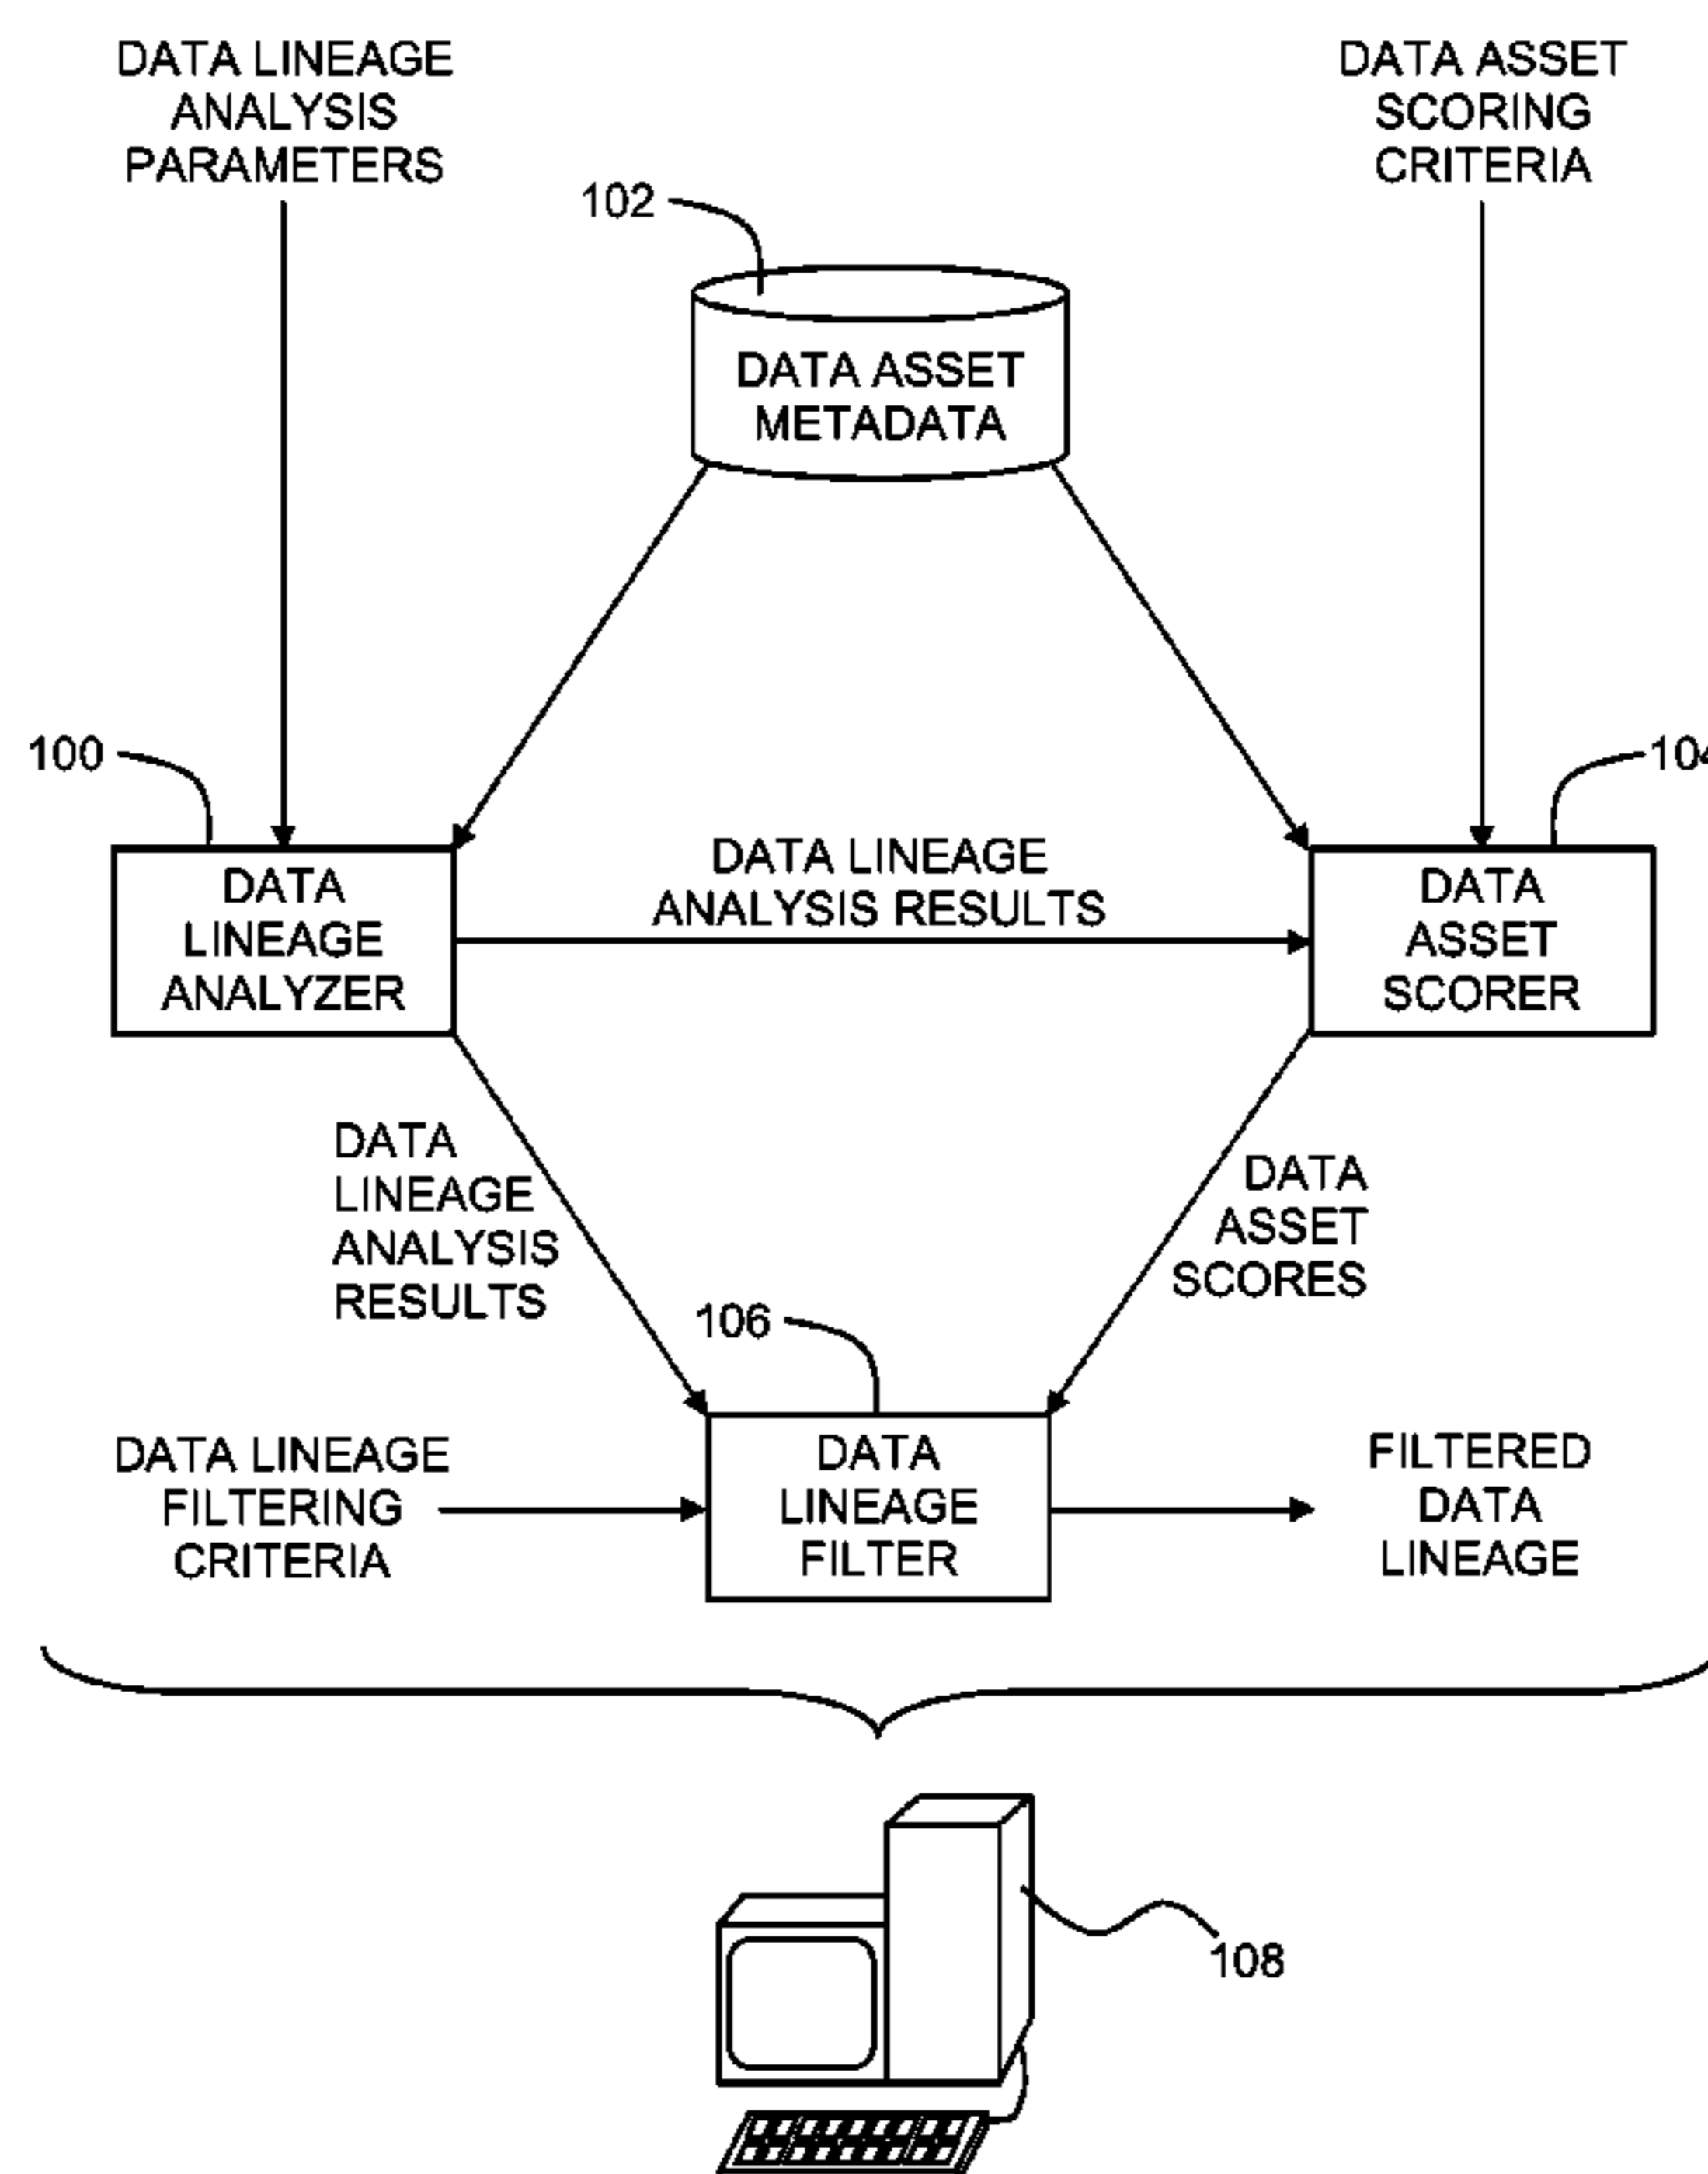 DATA LINEAGE
ANALYSIS
PARAMETERS
DATA ASSET
SCORING
CRITERIA
102
DATA ASSET
METADATA
100
104
DATA
LINEAGE
ANALYZER
DATA LINEAGE
ANALYSIS RESULTS
DATA
ASSET
SCORER
DATA
LINEAGE
ANALYSIS
RESULTS
DATA
ASSET
SCORES
106
DATA LINEAGE
FILTERING
CRITERIA
DATA
LINEAGE
FILTER
FILTERED
DATA
LINEAGE
108